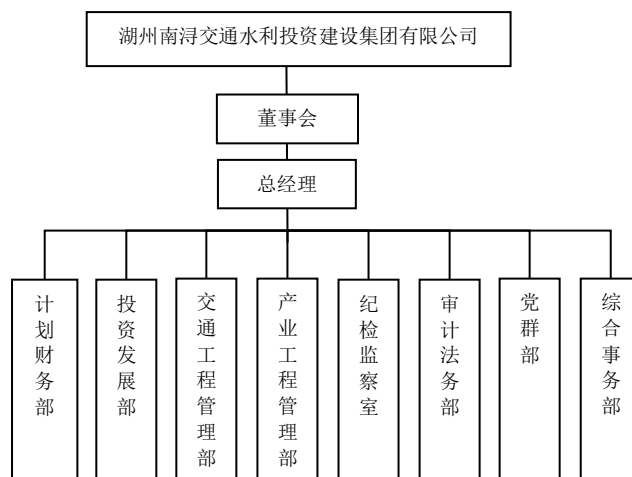 湖州南浔交通水利投资建设集团有限公司
董事会
总经理
计划财务部
投资发展部
交通工程管理部
产业工程管理部
纪检监察室
审计法务部
党群部
综合事务部